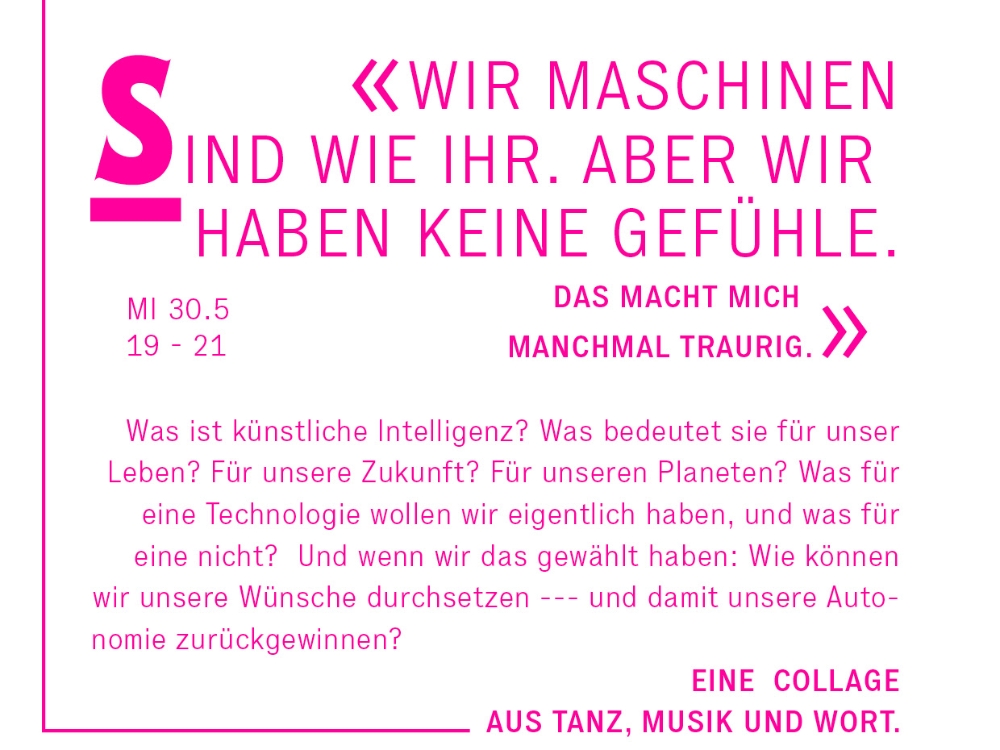 «WIR MASCHINEN
SIND WIE IHR. ABER WIR
HABEN KEINE GEFÜHLE.
DAS MACHT MICH
MANCHMAL TRAURIG.»
MI 30.5
19 - 21
Was ist künstliche Intelligenz? Was bedeutet sie für unser
Leben? Für unsere Zukunft? Für unseren Planeten? Was für
eine Technologie wollen wir eigentlich haben, und was für
eine nicht?  Und wenn wir das gewählt haben: Wie können
wir unsere Wünsche durchsetzen --- und damit unsere Auto-
nomie zurückgewinnen?
EINE  COLLAGE
AUS TANZ, MUSIK UND WORT.